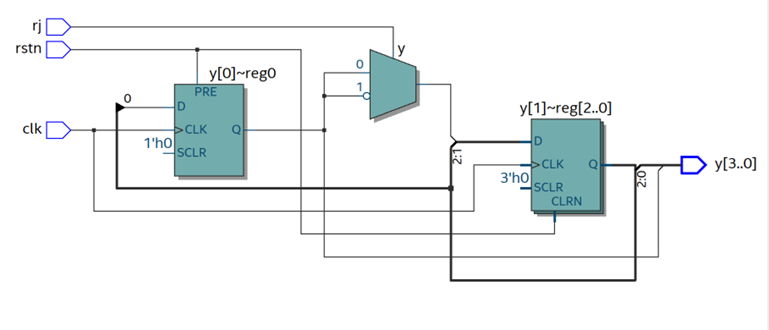 rj
rstn
y
y[0]~reg0
PRE
0
D
0
1
y[1]~reg[2..0]
clk
CLK
Q
1'h0
SCLR
2:1
D
CLK
Q
3'h0
SCLR
CLRN
2:0
y[3..0]